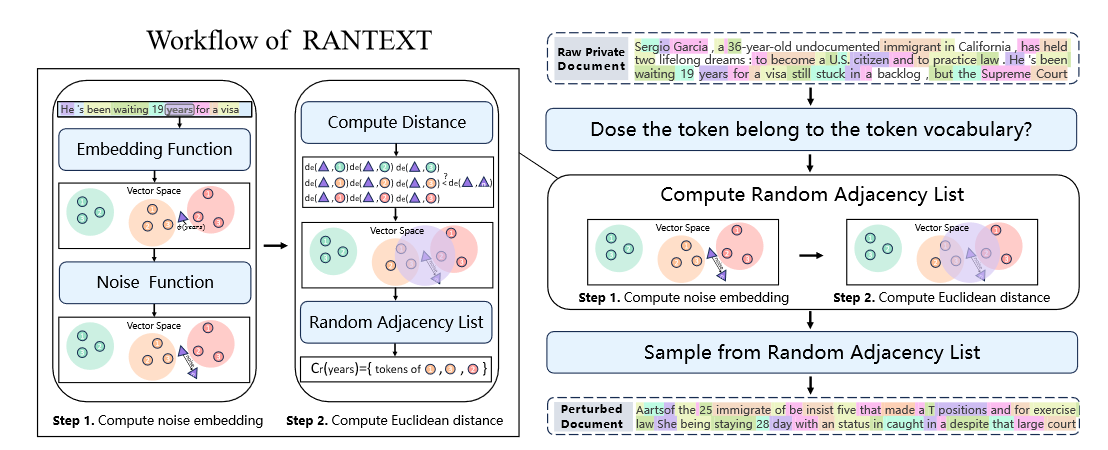 Workflow of RANTEXT
He 's been waiting 19 years for a visa
Embedding Function
Vector Space
ϕ(years)
Noise Function
Vector Space
Step 1. Compute noise embedding
Compute Distance
de( , ) de( , ) de( , )
de( , ) de( , ) de( , ) ?< de( , )
de( , ) de( , ) de( , )
Vector Space
Random Adjacency List
Cr(years)={ tokens of , , }
Step 2. Compute Euclidean distance
Raw Private
Document
Sergio Garcia , a 36-year-old undocumented immigrant in California , has held
two lifelong dreams : to become a U.S. citizen and to practice law . He 's been
waiting 19 years for a visa still stuck in a backlog , but the Supreme Court
Dose the token belong to the token vocabulary?
Compute Random Adjacency List
Vector Space
Step 1. Compute noise embedding
Vector Space
Step 2. Compute Euclidean distance
Sample from Random Adjacency List
Perturbed
Document
Aartsof the 25 immigrate of be insist five that made a T positions and for exercise
law She being staying 28 day with an status in caught in a despite that large court